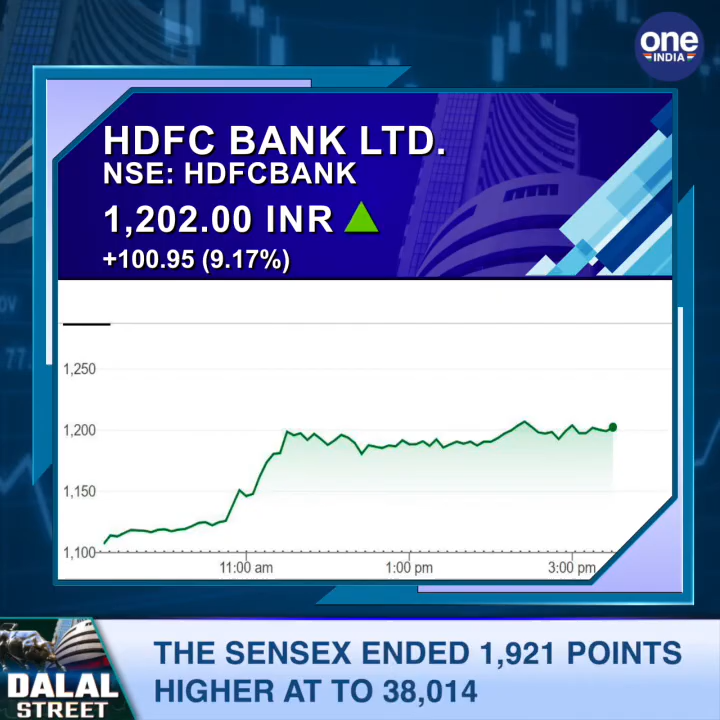 one
INDIA
HDFC BANK LTD.
NSE: HDFCBANK
1,202.00 INR
+100.95 (9.17%)
1,250
1,200
1,150
1,100
11:00 am 1:00 pm 3:00 pm
77.
DALAL
STREET
THE SENSEX ENDED 1,921 POINTS
HIGHER AT TO 38,014